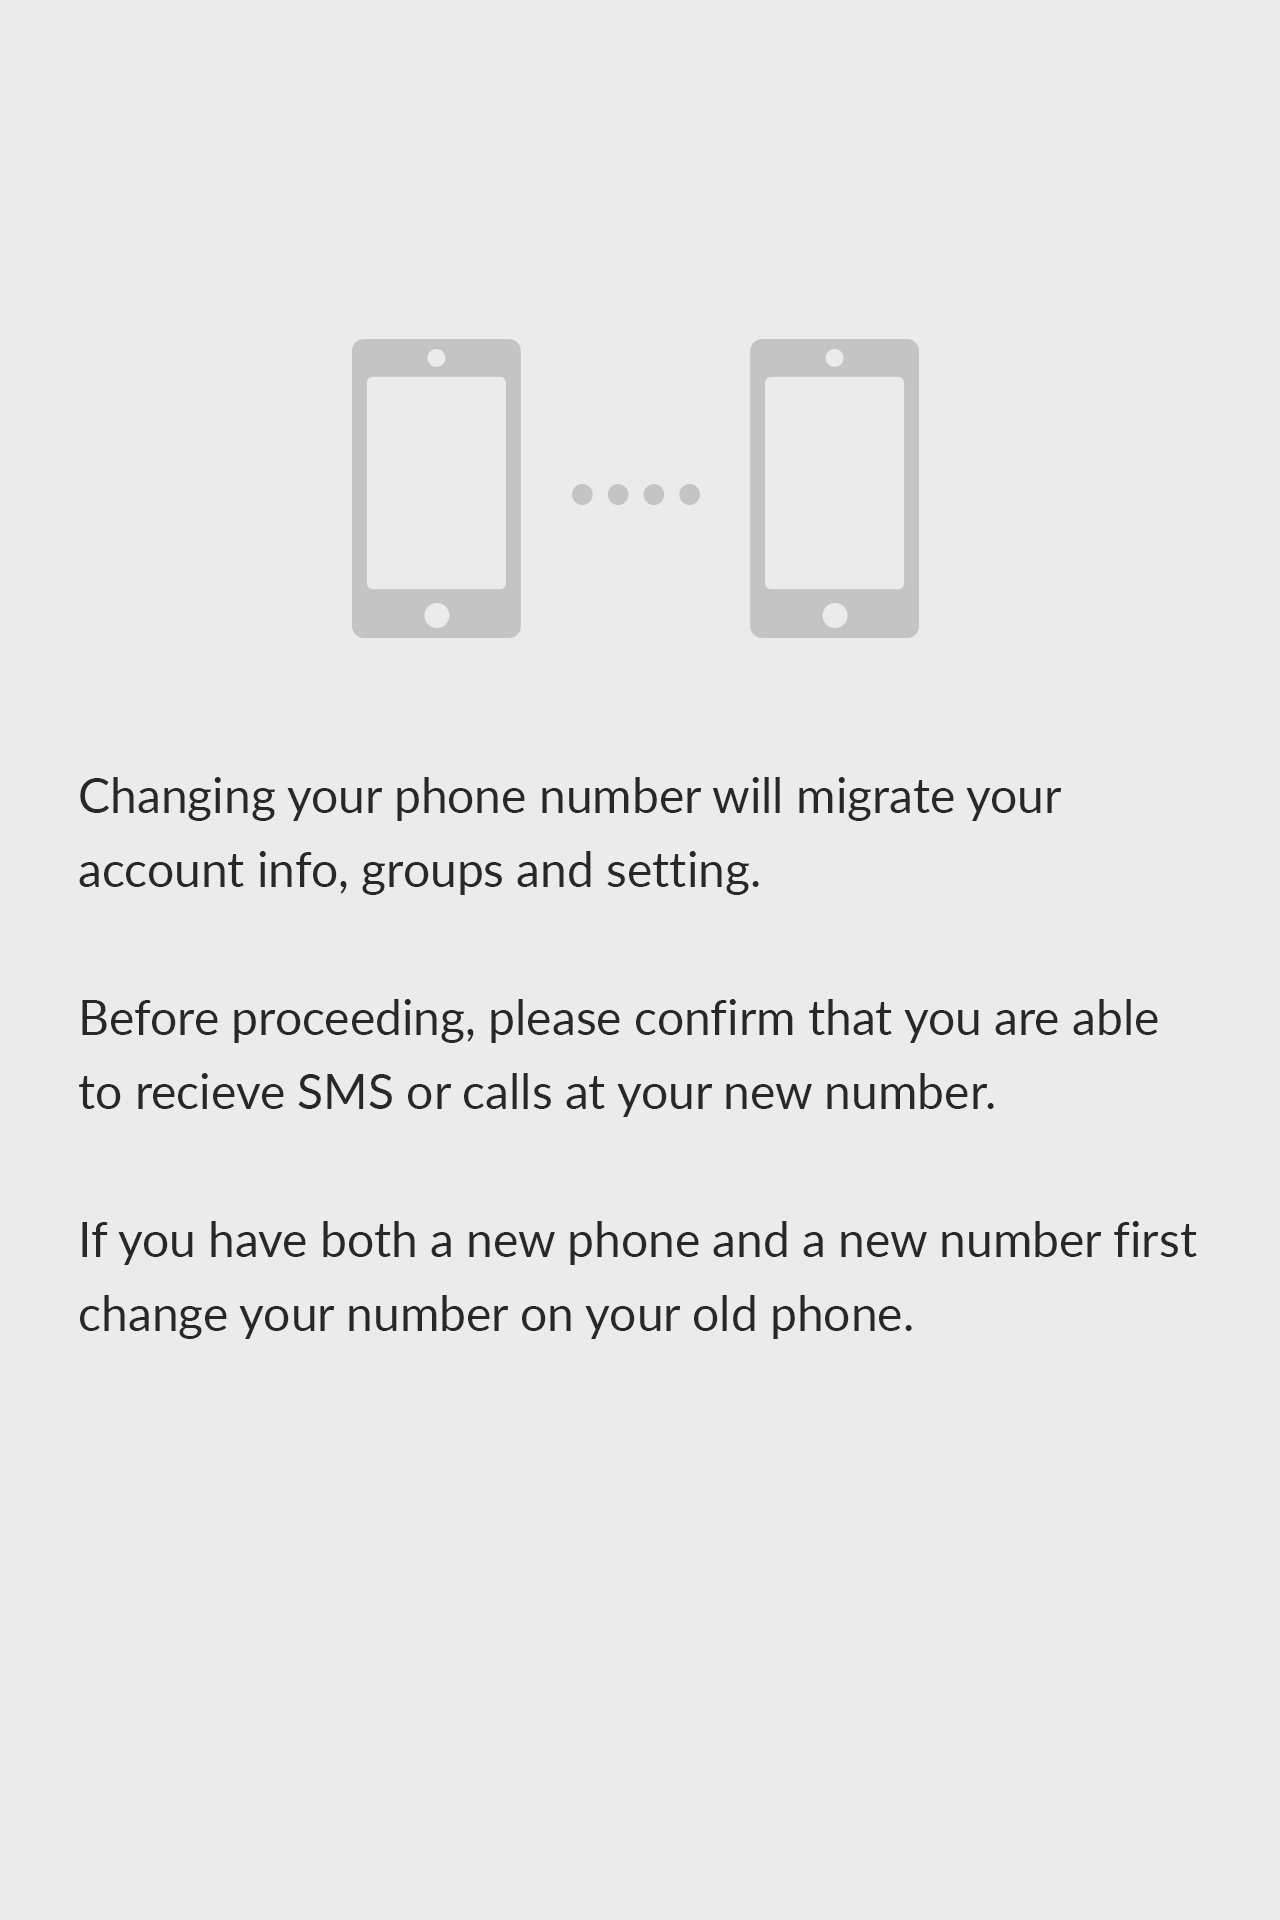 Changing your phone number will migrate your
account info, groups and setting.
Before proceeding, please confirm that you are able
to recieve SMS or calls at your new number.
If you have both a new phone and a new number first
change your number on your old phone.